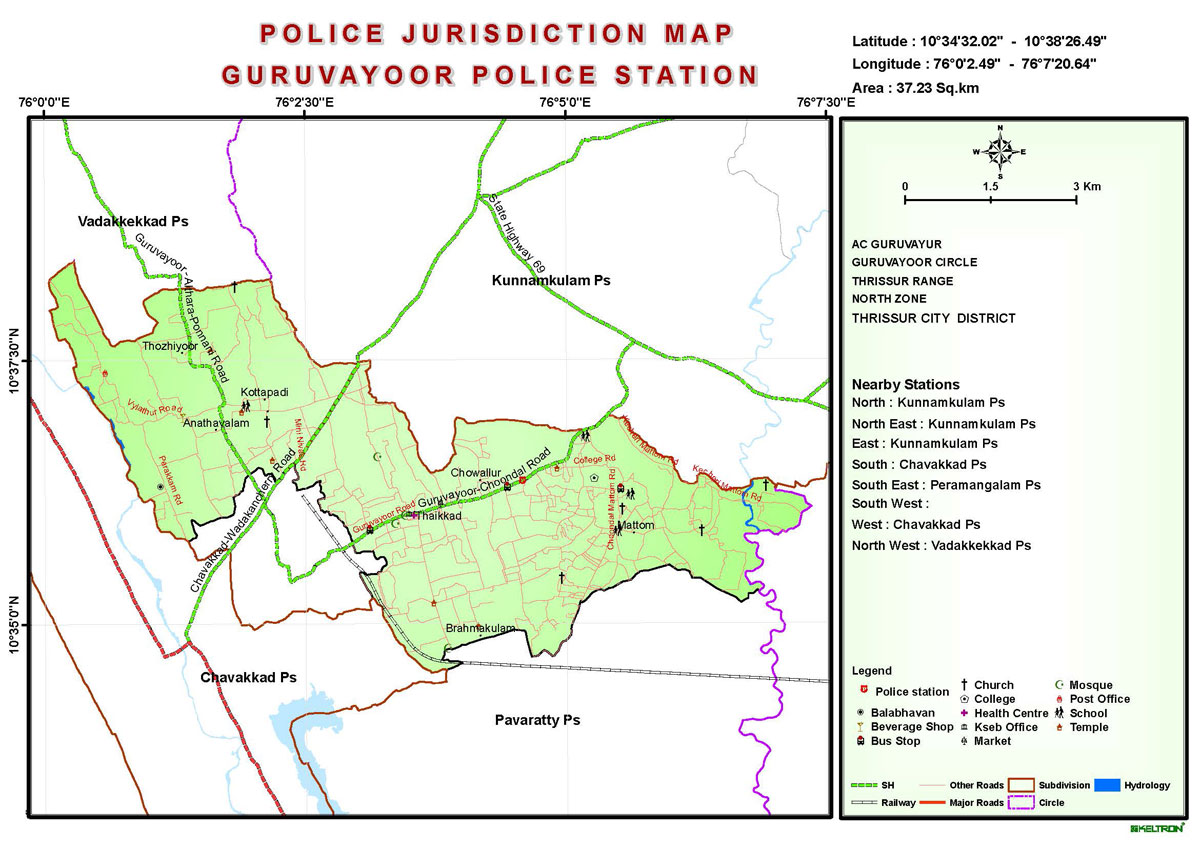 POLICE JURISDICTION MAP
GURUVAYOOR POLICE STATION
Latitude : 10°34'32.02" - 10°38'26.49"
Longitude : 76°0'2.49" - 76°7'20.64"
Area : 37.23 Sq.km
76°0'0"E
76°2'30"E
76°5'0"E
76°7'30"E
10°37'30"N
10°35'0"N
Vadakkekkad Ps
Guruvayoor-Althara-Ponnani Road
State Highway 69
Kunnamkulam Ps
Thozhiyoor
Kottapadi
Vylathur Road
Anathavalam
Mini Nivas Rd
Parakkam Rd
Chavakkad-Wadakancherry Road
Chowallur
Guruvayoor-Choondal Road
Guruvayoor Road
Thaikkad
College Rd
Choondal Mattom Rd
Mattom Rd
Mattom Rd
Mattom
Brahmakulam
Chavakkad Ps
Pavaratty Ps
N
W
E
S
0
1.5
3 Km
AC GURUVAYUR
GURUVAYOOR CIRCLE
THRISSUR RANGE
NORTH ZONE
THRISSUR CITY DISTRICT
Nearby Stations
North : Kunnamkulam Ps
North East : Kunnamkulam Ps
East : Kunnamkulam Ps
South : Chavakkad Ps
South East : Peramangalam Ps
South West :
West : Chavakkad Ps
North West : Vadakkekkad Ps
Legend
Police station
Balabhavan
Beverage Shop
Bus Stop
Church
College
Health Centre
Kseb Office
Market
Mosque
Post Office
School
Temple
SH
Other Roads
Subdivision
Hydrology
Railway
Major Roads
Circle
KELTRON